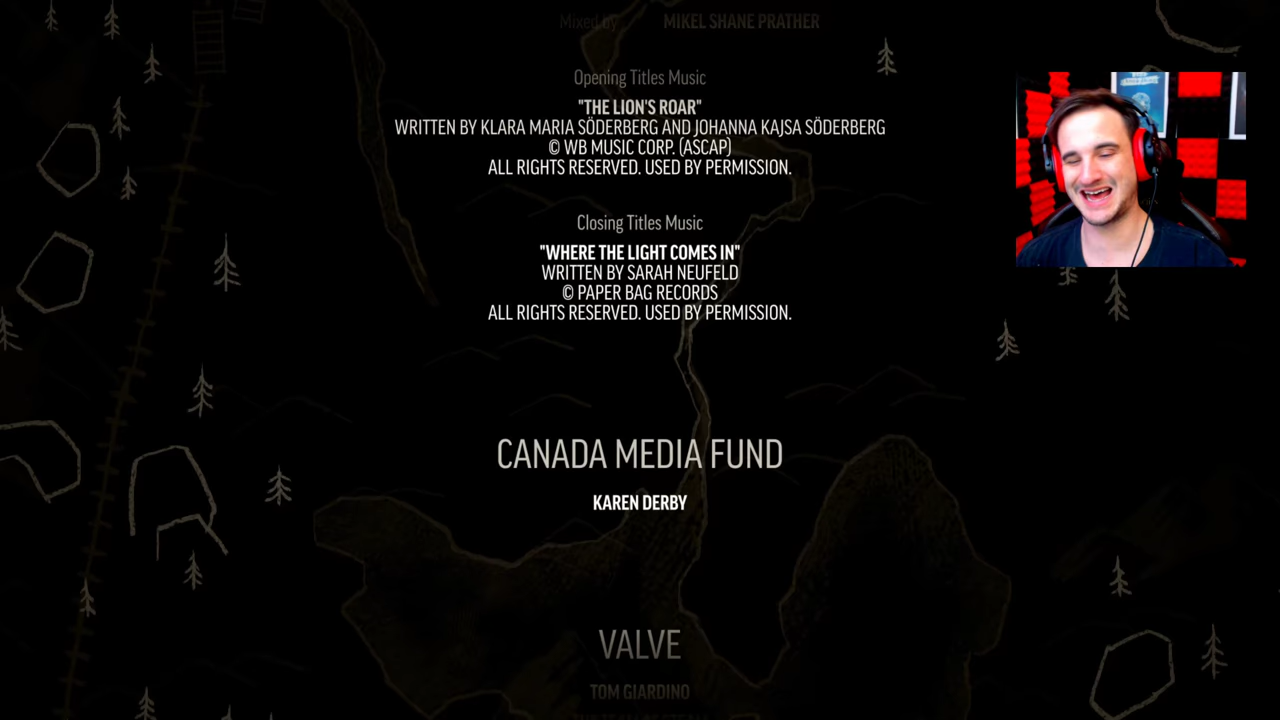 Mixed by MIKEL SHANE PRATHER
Opening Titles Music
"THE LION'S ROAR"
WRITTEN BY KLARA MARIA SÖDERBERG AND JOHANNA KAJSA SÖDERBERG
© WB MUSIC CORP. (ASCAP)
ALL RIGHTS RESERVED. USED BY PERMISSION.
Closing Titles Music
"WHERE THE LIGHT COMES IN"
WRITTEN BY SARAH NEUFELD
© PAPER BAG RECORDS
ALL RIGHTS RESERVED. USED BY PERMISSION.
CANADA MEDIA FUND
KAREN DERBY
VALVE
TOM GIARDINO